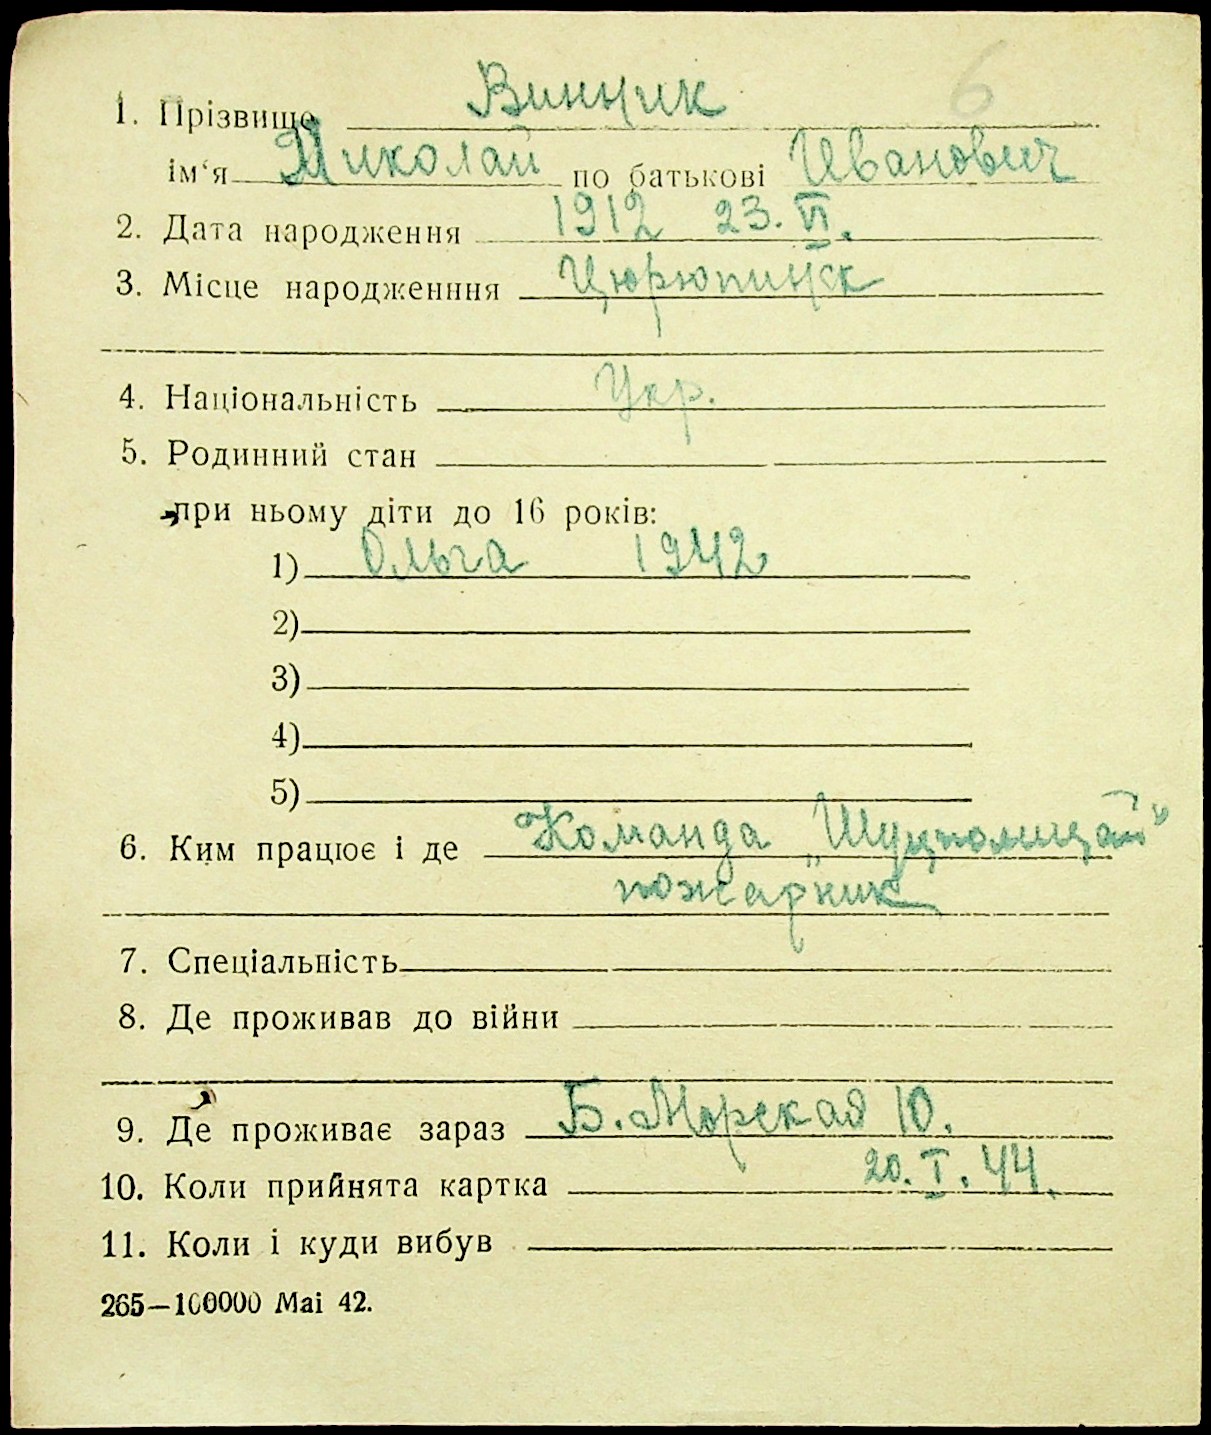 6
1. Прізвище Винник
ім‘я Николай по батькові Иванович
2. Дата народження 1912 23. VI.
3. Місце народженння Цюрюпинск
4. Національність Укр.
5. Родинний стан
при ньому діти до 16 років:
1) Ольга 1942
2)
3)
4)
5)
6. Ким працює і де Команда „Шуцполицай”
пожарник
7. Спеціальність
8. Де проживав до війни
9. Де проживає зараз Б. Морская 10.
10. Коли прийнята картка 20. I. 44.
11. Коли і куди вибув
265—100000 Mai 42.